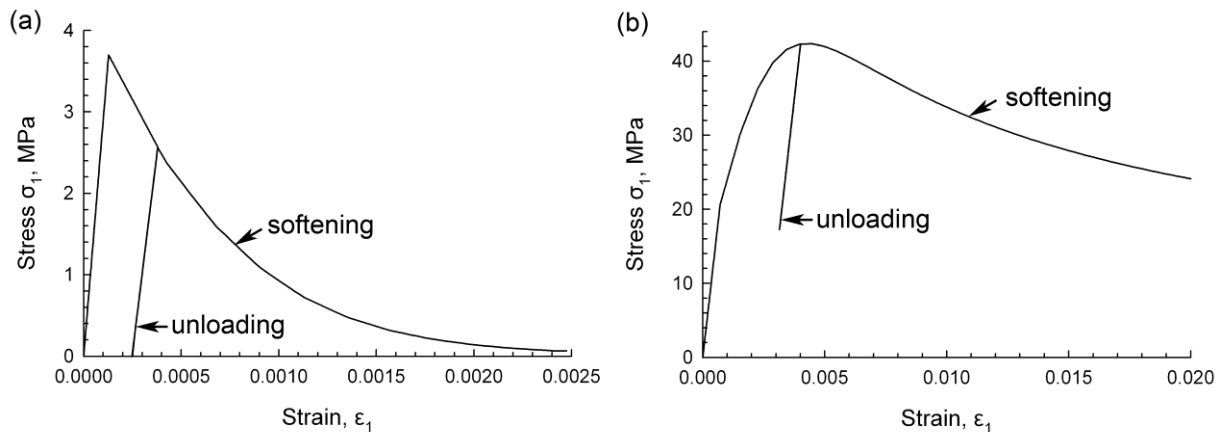 (a)
Stress σ₁, MPa
4
3
2
1
0
softening
unloading
0.0000 0.0005 0.0010 0.0015 0.0020 0.0025
Strain, ε₁
(b)
Stress σ₁, MPa
40
30
20
10
0
softening
unloading
0.000 0.005 0.010 0.015 0.020
Strain, ε₁